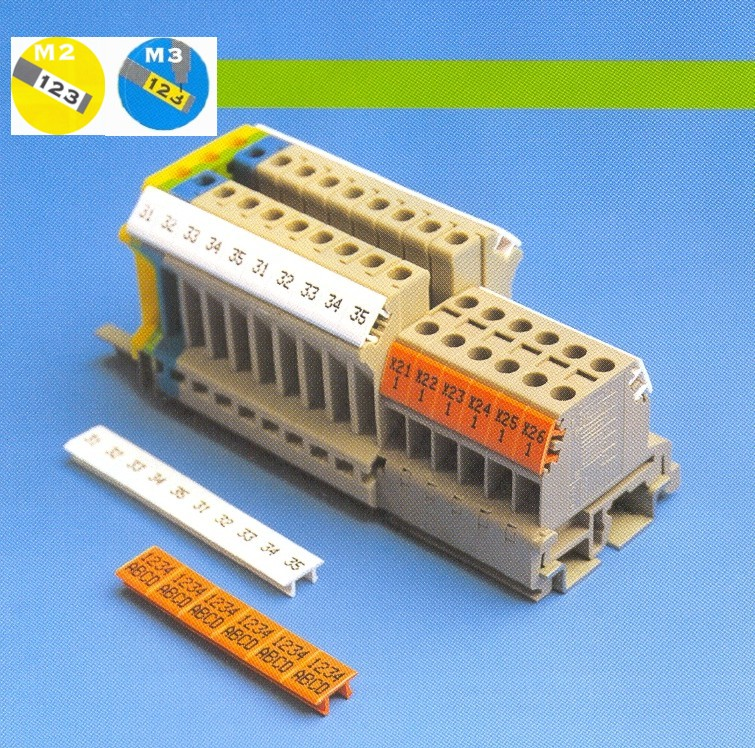 M2
123
M3
123
31 32 33 34 35 31 32 33 34 35
X21 X22 X23 X24 X25 X26
1 1 1 1 1 1
31 32 33 34 35 31 32 33 34 35
1234 1234 1234 1234 1234 1234
ABCD ABCD ABCD ABCD ABCD ABCD